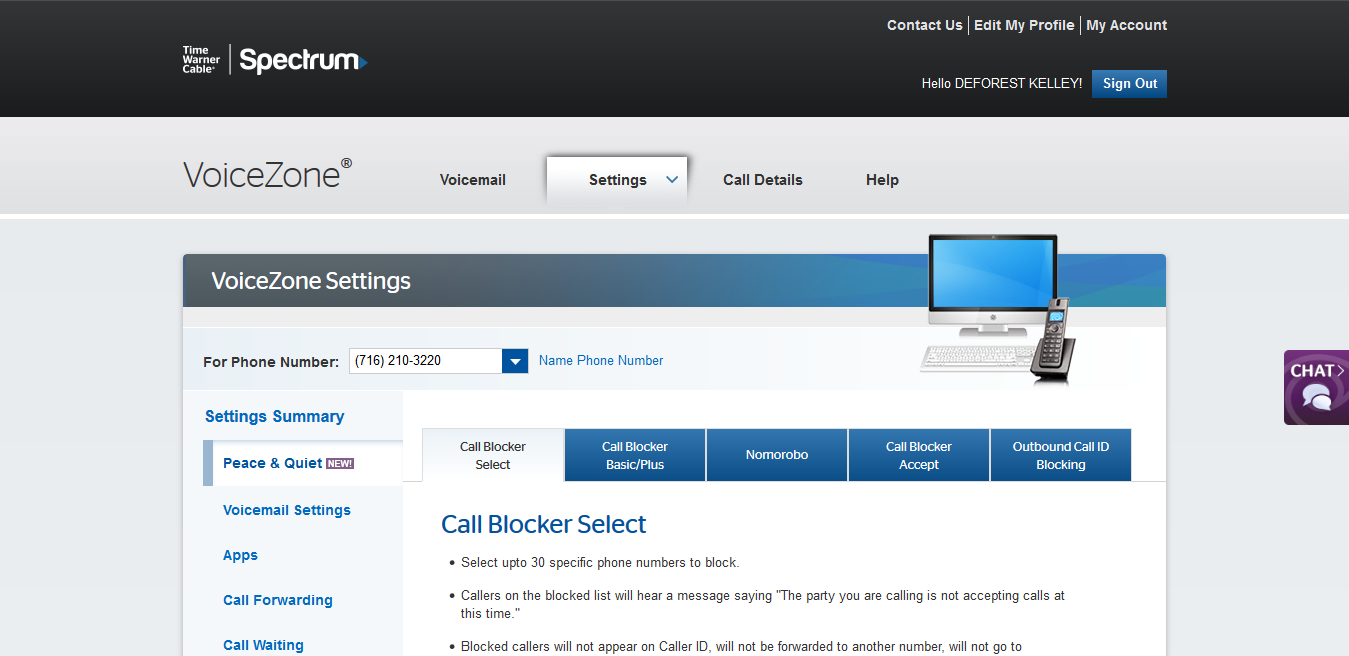 Contact Us | Edit My Profile | My Account
Time
Warner
Cable
Spectrum
Hello DEFOREST KELLEY! Sign Out
VoiceZone®
Voicemail Settings Call Details Help
VoiceZone Settings
For Phone Number: (716) 210-3220 Name Phone Number
CHAT
Settings Summary
Peace & Quiet NEW!
Voicemail Settings
Apps
Call Forwarding
Call Waiting
Call Blocker
Select
Call Blocker
Basic/Plus
Nomorobo
Call Blocker
Accept
Outbound Call ID
Blocking
Call Blocker Select
• Select upto 30 specific phone numbers to block.
• Callers on the blocked list will hear a message saying "The party you are calling is not accepting calls at
this time."
• Blocked callers will not appear on Caller ID, will not be forwarded to another number, will not go to